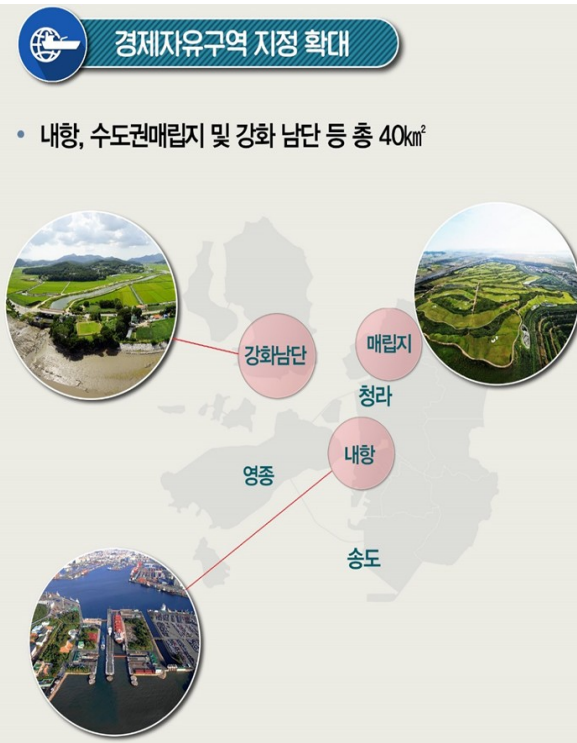 경제자유구역 지정 확대
• 내항, 수도권매립지 및 강화 남단 등 총 40㎢
강화남단
매립지
청라
내항
영종
송도